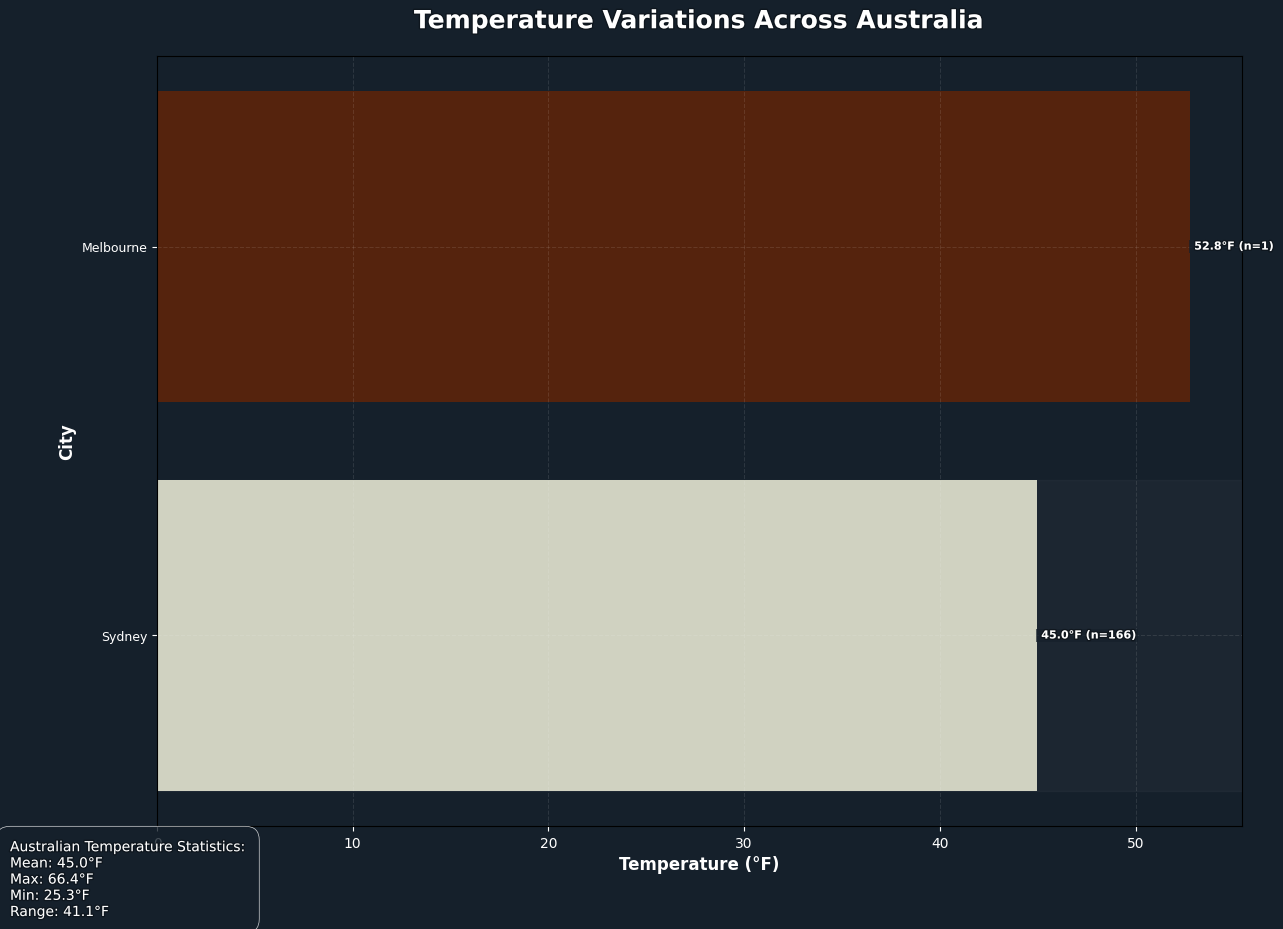 Temperature Variations Across Australia
Melbourne
52.8°F (n=1)
City
Sydney
45.0°F (n=166)
0 10 20 30 40 50
Temperature (°F)
Australian Temperature Statistics:
Mean: 45.0°F
Max: 66.4°F
Min: 25.3°F
Range: 41.1°F